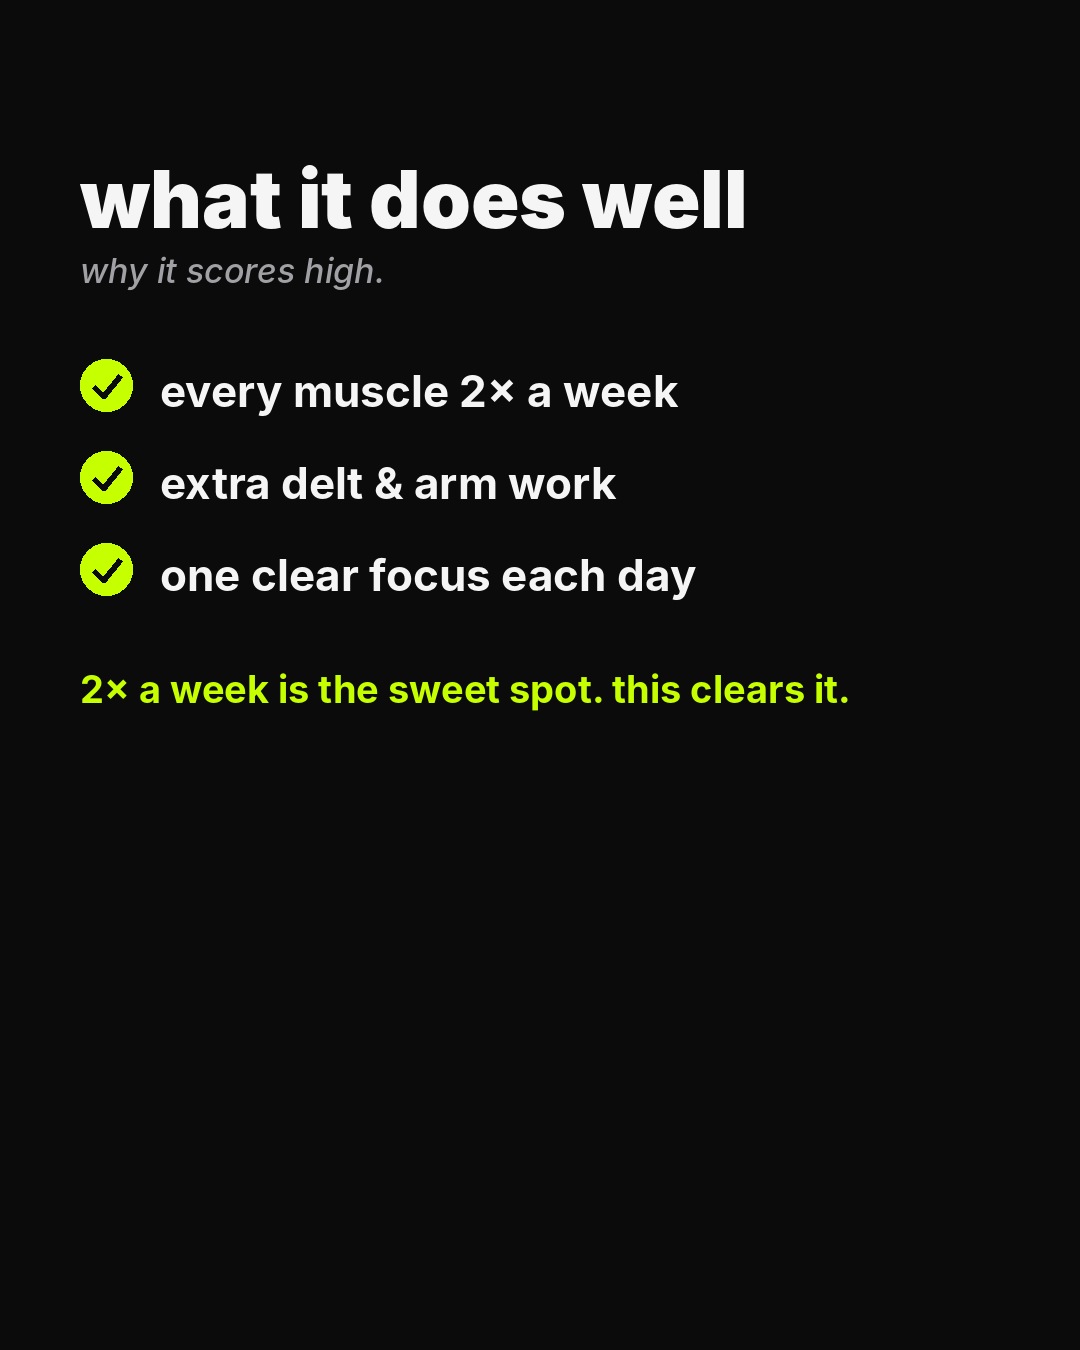 what it does well
why it scores high.
every muscle 2× a week
extra delt & arm work
one clear focus each day
2× a week is the sweet spot. this clears it.